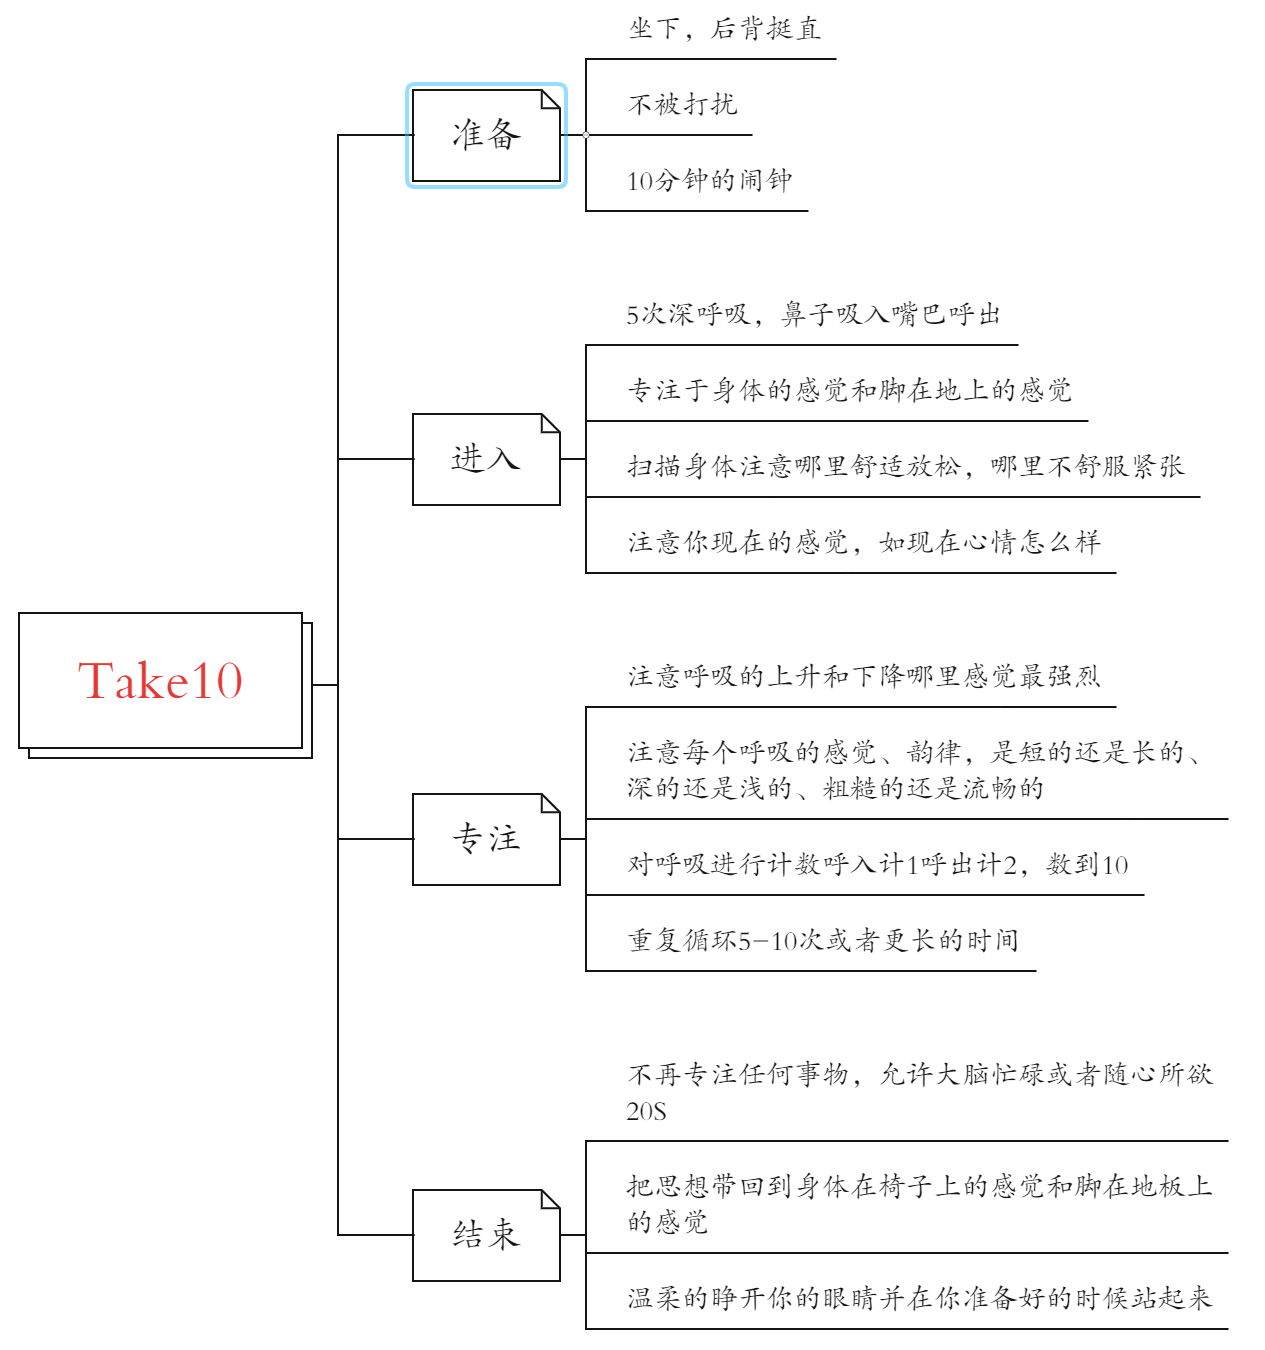 坐下，后背挺直
准备
不被打扰
10分钟的闹钟
5次深呼吸，鼻子吸入嘴巴呼出
专注于身体的感觉和脚在地上的感觉
进入
扫描身体注意哪里舒适放松，哪里不舒服紧张
注意你现在的感觉，如现在心情怎么样
Take10
注意呼吸的上升和下降哪里感觉最强烈
注意每个呼吸的感觉、韵律，是短的还是长的、
深的还是浅的、粗糙的还是流畅的
专注
对呼吸进行计数呼入计1呼出计2，数到10
重复循环5-10次或者更长的时间
不再专注任何事物，允许大脑忙碌或者随心所欲
20S
把思想带回到身体在椅子上的感觉和脚在地板上
的感觉
结束
温柔的睁开你的眼睛并在你准备好的时候站起来